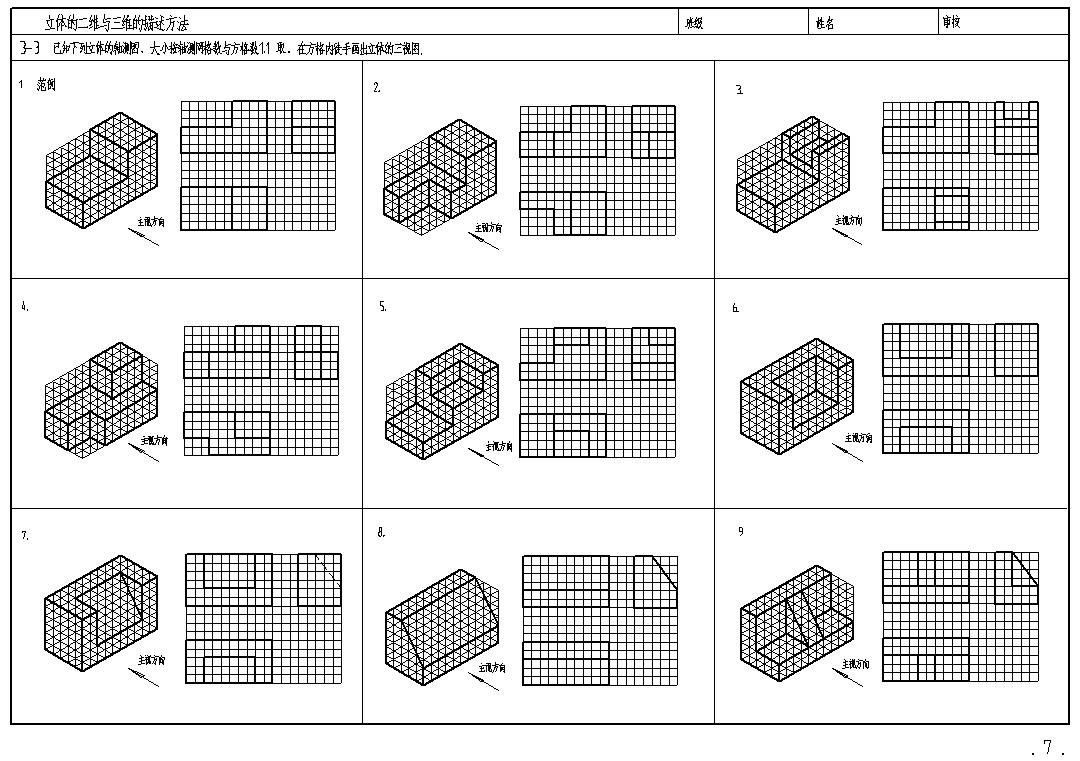 立体的二维与三维的描述方法 班级 姓名 审核
3-3 已知下列立体的轴测图，大小按轴测网格数与方格数1:1 取，在方格内徒手画出立体的三视图.
1 范例
2.
3.
主视方向
主视方向
主视方向
4.
5.
6.
主视方向
主视方向
主视方向
7.
8.
9
主视方向
主视方向
主视方向
. 7 .